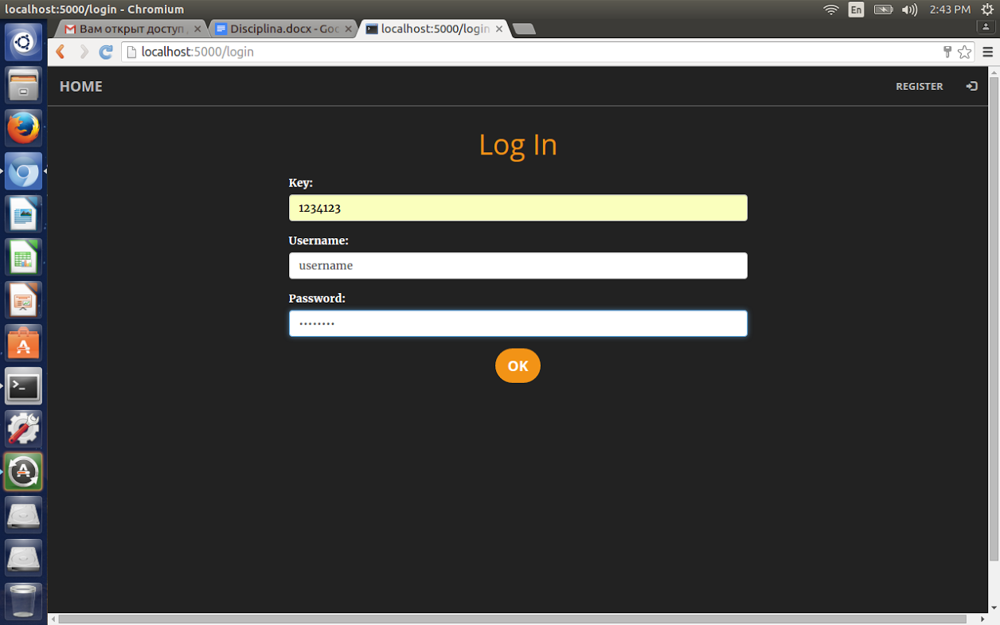 localhost:5000/login - Chromium
En
2:43 PM
Вам открыт доступ
Disciplina.docx - Goo
localhost:5000/login
localhost:5000/login
HOME
REGISTER
Log In
Key:
1234123
Username:
username
Password:
••••••••
OK